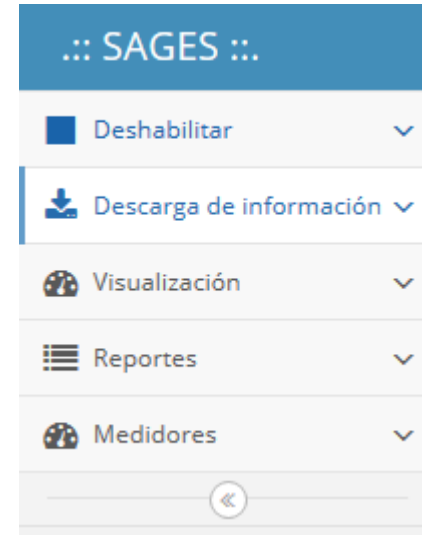 .:: SAGES ::.
Deshabilitar
Descarga de información
Visualización
Reportes
Medidores